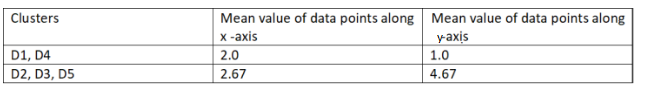 Clusters Mean value of data points along Mean value of data points along
x -axis y-axis
D1, D4 2.0 1.0
D2, D3, D5 2.67 4.67